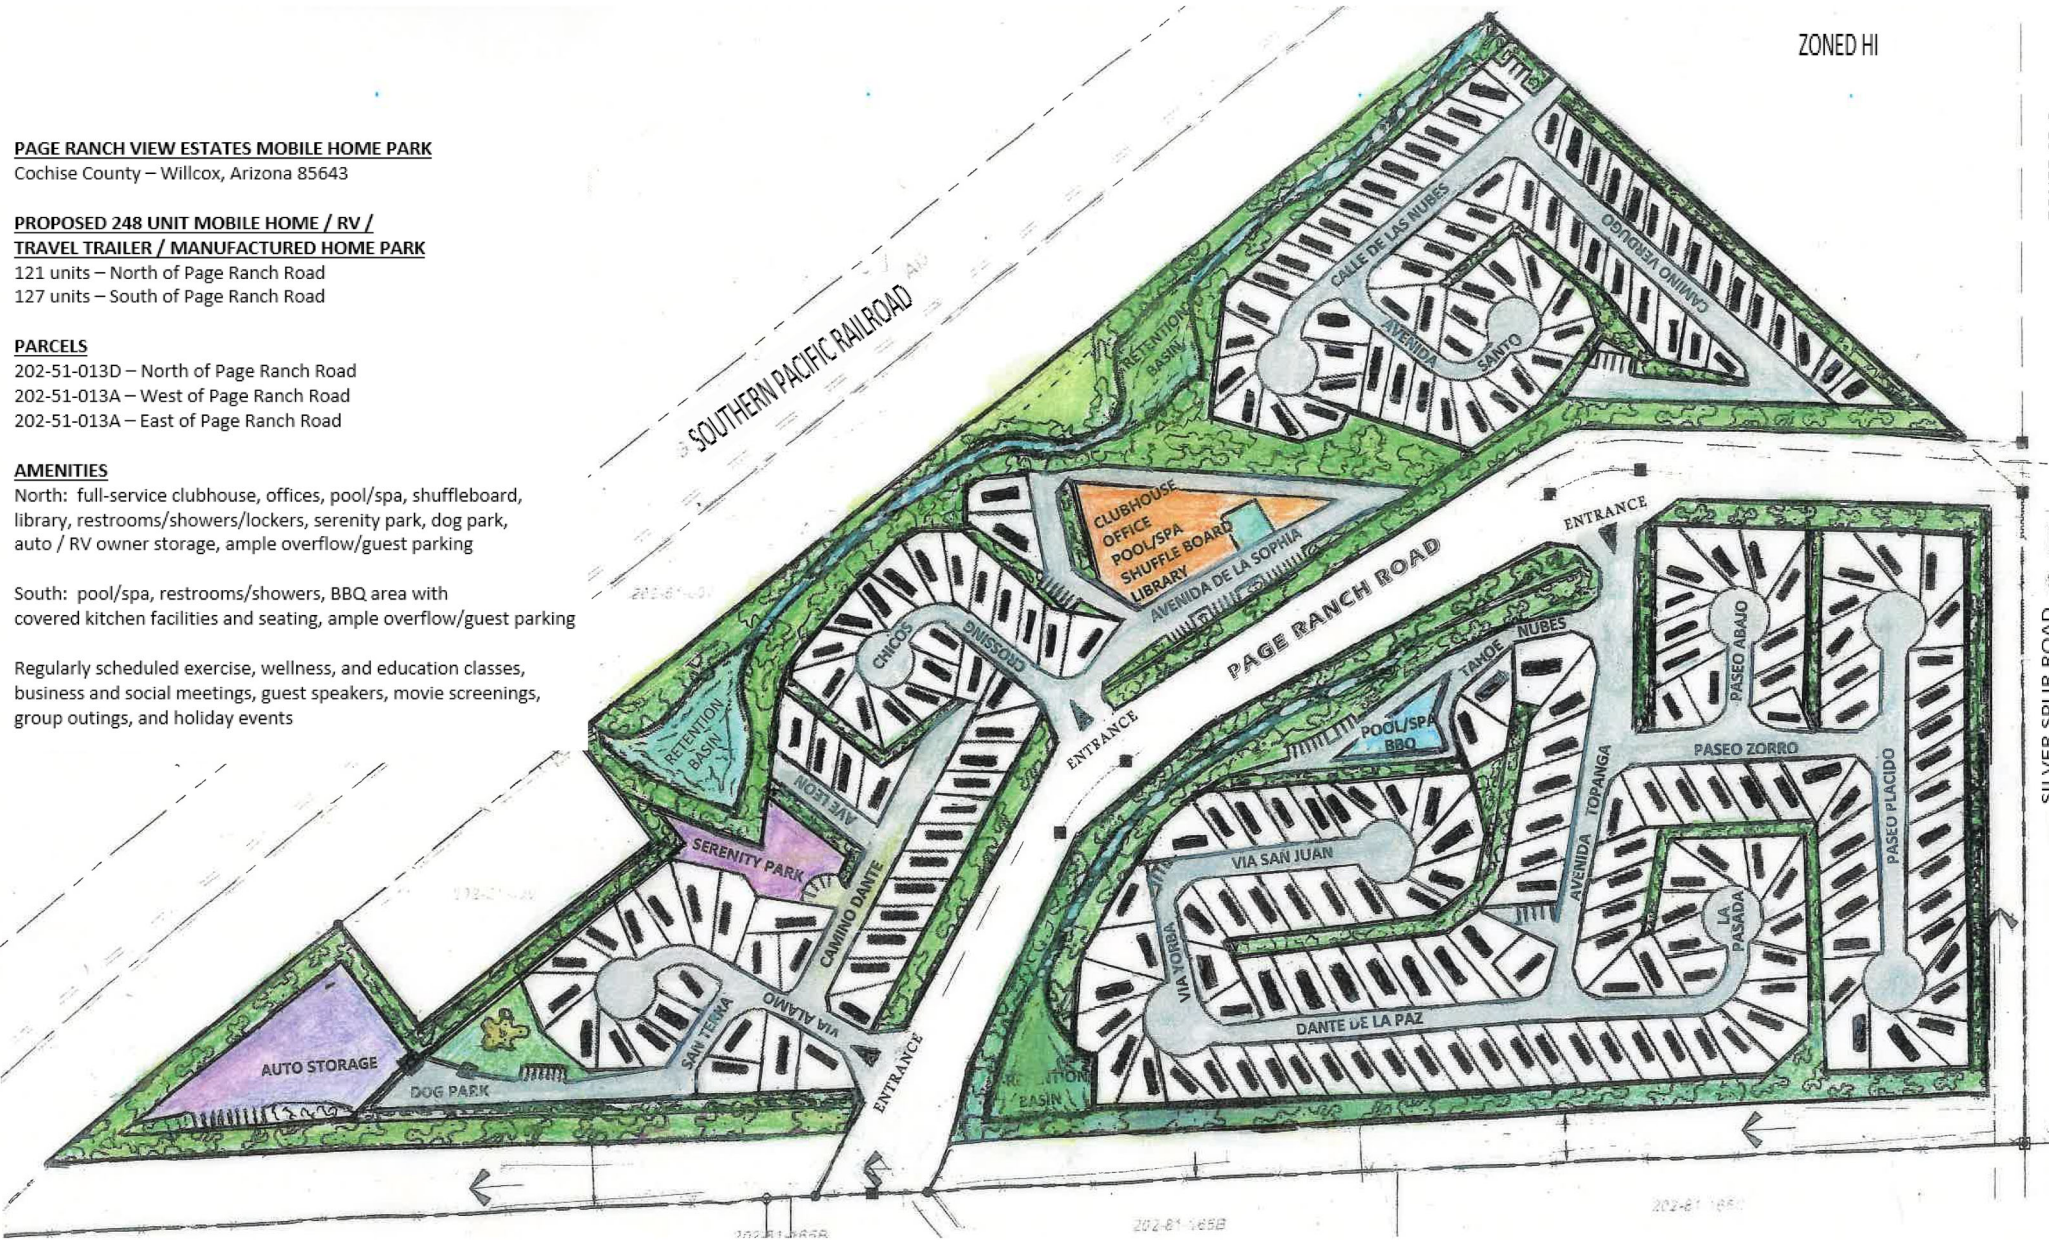 ZONED HI
PAGE RANCH VIEW ESTATES MOBILE HOME PARK
Cochise County – Willcox, Arizona 85643
PROPOSED 248 UNIT MOBILE HOME / RV /
TRAVEL TRAILER / MANUFACTURED HOME PARK
121 units – North of Page Ranch Road
127 units – South of Page Ranch Road
PARCELS
202-51-013D – North of Page Ranch Road
202-51-013A – West of Page Ranch Road
202-51-013A – East of Page Ranch Road
AMENITIES
North:  full-service clubhouse, offices, pool/spa, shuffleboard,
library, restrooms/showers/lockers, serenity park, dog park,
auto / RV owner storage, ample overflow/guest parking
South:  pool/spa, restrooms/showers, BBQ area with
covered kitchen facilities and seating, ample overflow/guest parking
Regularly scheduled exercise, wellness, and education classes,
business and social meetings, guest speakers, movie screenings,
group outings, and holiday events
SOUTHERN PACIFIC RAILROAD
CALLE DE LAS NUBES
CAMINO VERDUGO
AVENIDA
SANTO
RETENTION
BASIN
CLUBHOUSE
OFFICE
POOL/SPA
SHUFFLE BOARD
LIBRARY
AVENIDA DE LA SOPHIA
PAGE RANCH ROAD
ENTRANCE
CHICOS
CROSSING
ENTRANCE
TAHOE
NUBES
PASEO ABAJO
POOL/SPA
BBQ
RETENTION
BASIN
AVE LEON
PASEO ZORRO
AVENIDA TOPANGA
PASEO PLACIDO
SERENITY PARK
CAMINO DANTE
VIA SAN JUAN
VIA YORBA
LA
PASADA
VIA ALAMO
SAN TERRA
DANTE DE LA PAZ
AUTO STORAGE
DOG PARK
ENTRANCE
BASIN
SILVER SPUR ROAD